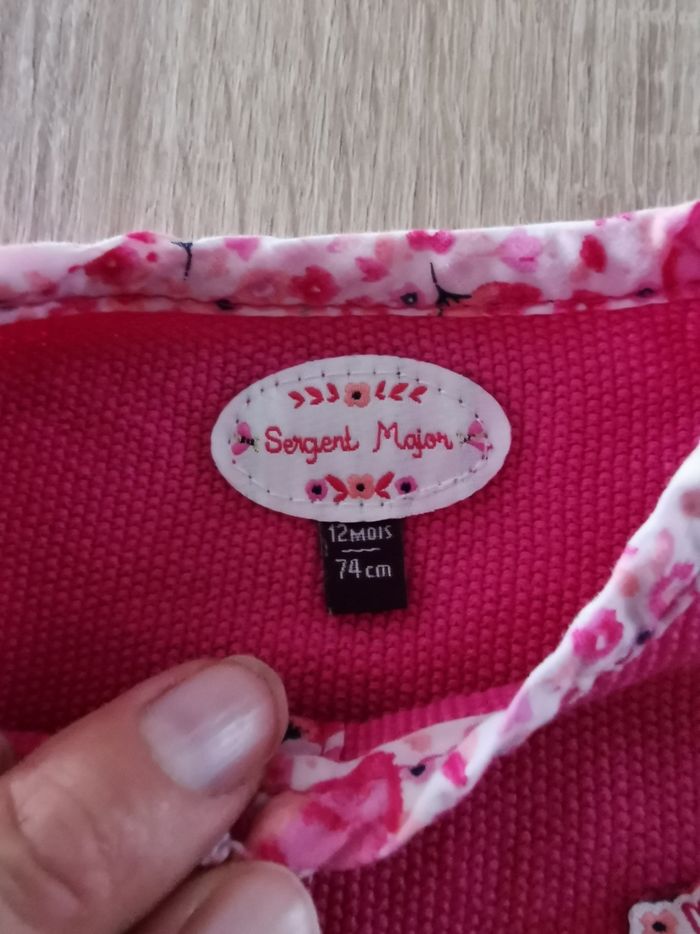 Sergent Major
12 MOIS
74 cm